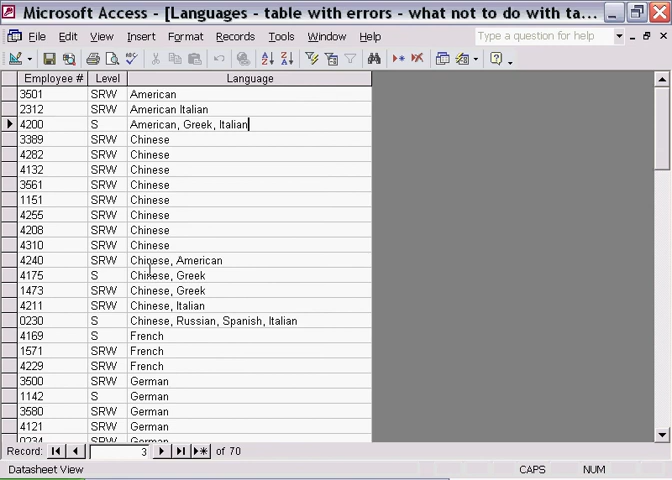 Microsoft Access - [Languages - table with errors - what not to do with ta...
File Edit View Insert Format Records Tools Window Help Type a question for help
Employee # Level Language
3501 SRW American
2312 SRW American Italian
4200 S American, Greek, Italian
3389 SRW Chinese
4282 SRW Chinese
4132 SRW Chinese
3561 SRW Chinese
1151 SRW Chinese
4255 SRW Chinese
4208 SRW Chinese
4310 SRW Chinese
4240 SRW Chinese, American
4175 S Chinese, Greek
1473 SRW Chinese, Greek
4211 SRW Chinese, Italian
0230 S Chinese, Russian, Spanish, Italian
4169 S French
1571 SRW French
4229 SRW French
3500 SRW German
1142 S German
3580 SRW German
4121 SRW German
0234 SRW German
Record: 3 of 70
Datasheet View CAPS NUM